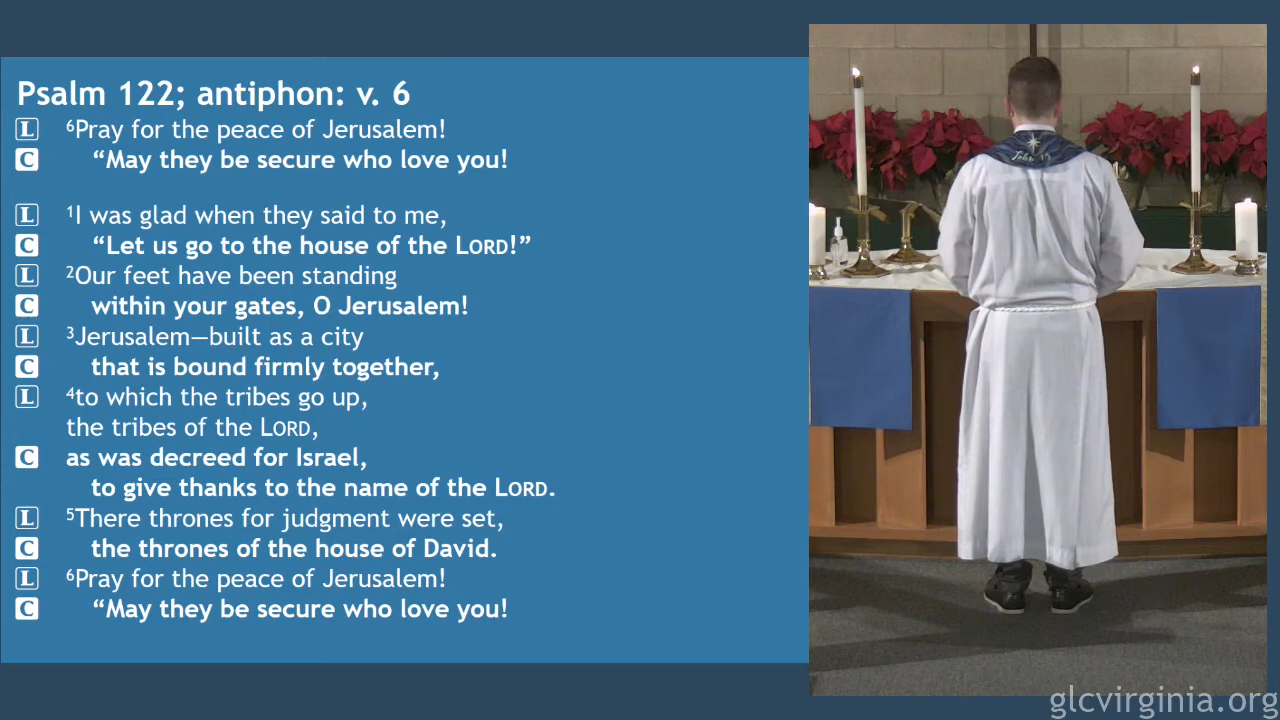 Psalm 122; antiphon: v. 6
L ⁶Pray for the peace of Jerusalem!
C “May they be secure who love you!
L ¹I was glad when they said to me,
C “Let us go to the house of the LORD!”
L ²Our feet have been standing
C within your gates, O Jerusalem!
L ³Jerusalem—built as a city
C that is bound firmly together,
L ⁴to which the tribes go up,
the tribes of the LORD,
C as was decreed for Israel,
to give thanks to the name of the LORD.
L ⁵There thrones for judgment were set,
C the thrones of the house of David.
L ⁶Pray for the peace of Jerusalem!
C “May they be secure who love you!
glcvirginia.org